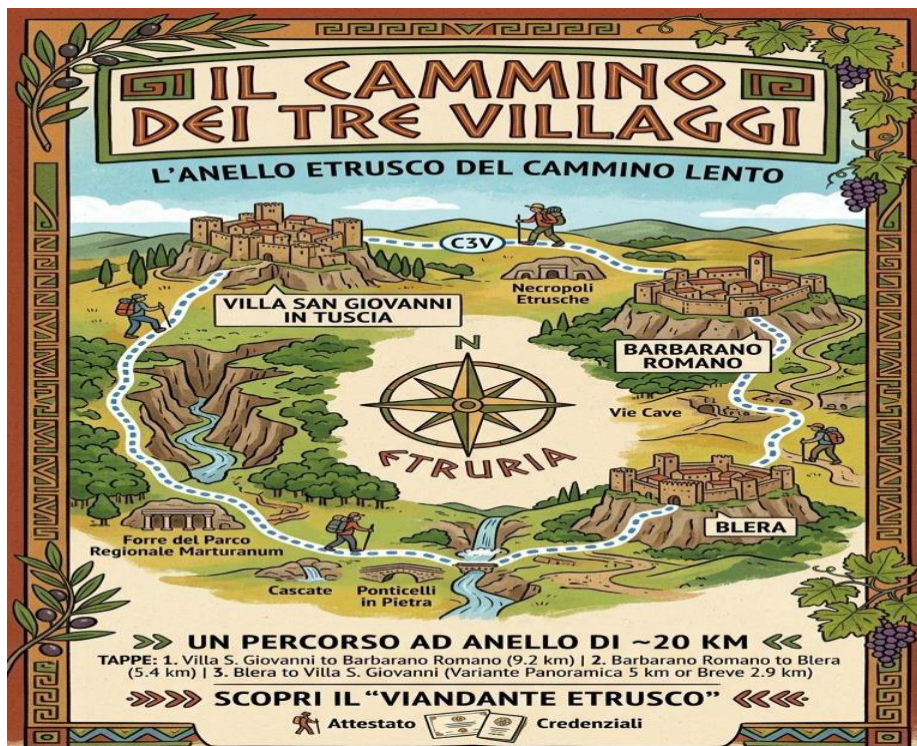 IL CAMMINO
DEI TRE VILLAGGI
L'ANELLO ETRUSCO DEL CAMMINO LENTO
C3V
VILLA SAN GIOVANNI
IN TUSCIA
Necropoli
Etrusche
BARBARANO
ROMANO
N
Vie Cave
ETRURIA
BLERA
Forre del Parco
Regionale Marturanum
Cascate
Ponticelli
in Pietra
UN PERCORSO AD ANELLO DI ~20 KM
TAPPE: 1. Villa S. Giovanni to Barbarano Romano (9.2 km) | 2. Barbarano Romano to Blera
(5.4 km) | 3. Blera to Villa S. Giovanni (Variante Panoramica 5 km or Breve 2.9 km)
SCOPRI IL "VIANDANTE ETRUSCO"
Attestato Credenziali